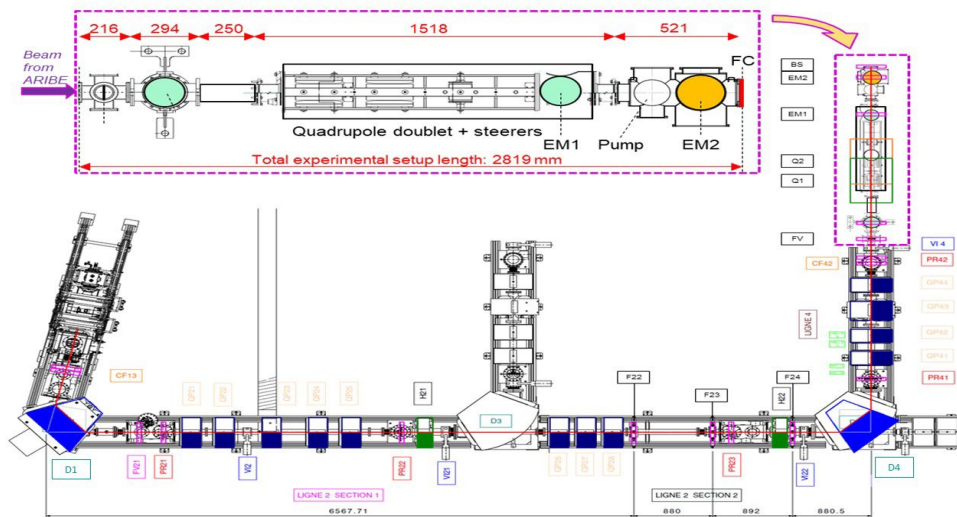 216
294
250
1518
521
Beam
from
ARIBE
FC
Quadrupole doublet + steerers
EM1
Pump
EM2
Total experimental setup length: 2819 mm
BS
EM2
EM1
Q2
Q1
FV
VI 4
CF42
PR42
LIGNE 4
PR41
CF13
H21
F22
F23
F24
H22
D3
D1
D4
PR21
VI2
PR22
VI21
PR23
VI22
LIGNE 2 SECTION 1
LIGNE 2 SECTION 2
6567.71
880
892
880.5